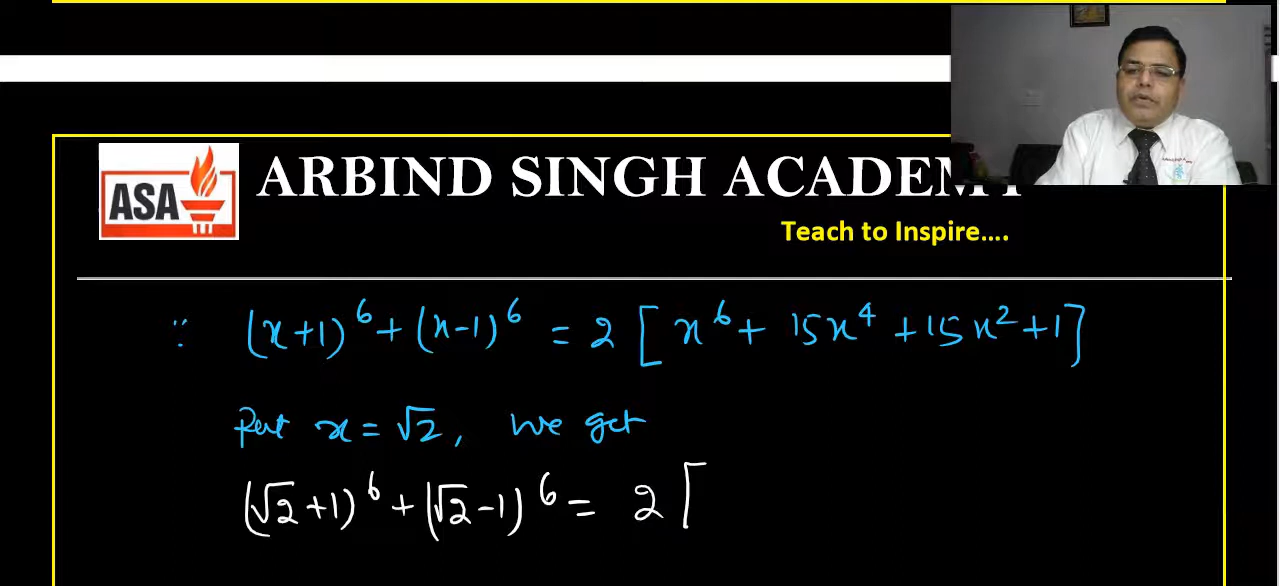 ASA
ARBIND SINGH ACADEMY
Teach to Inspire....
∵ (x+1)⁶ + (x-1)⁶ = 2 [ x⁶ + 15x⁴ + 15x² + 1 ]
Put x = √2, we get
(√2+1)⁶ + (√2-1)⁶ = 2 [